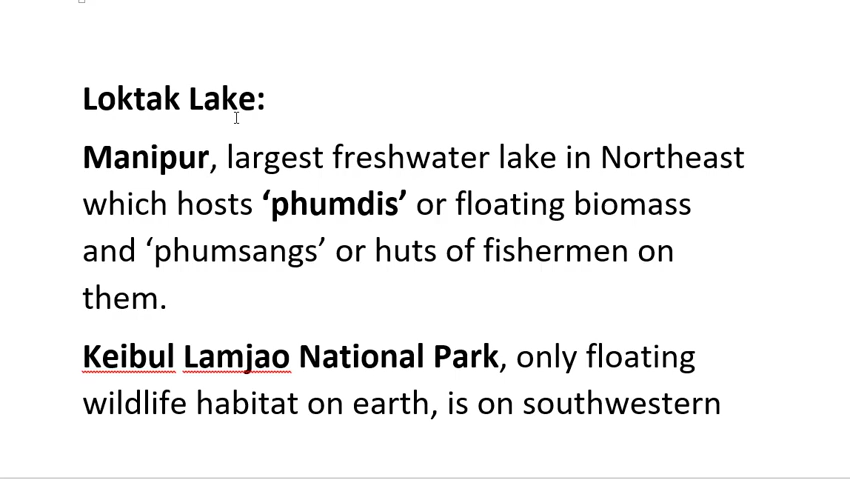 Loktak Lake:
Manipur, largest freshwater lake in Northeast
which hosts ‘phumdis’ or floating biomass
and ‘phumsangs’ or huts of fishermen on
them.
Keibul Lamjao National Park, only floating
wildlife habitat on earth, is on southwestern